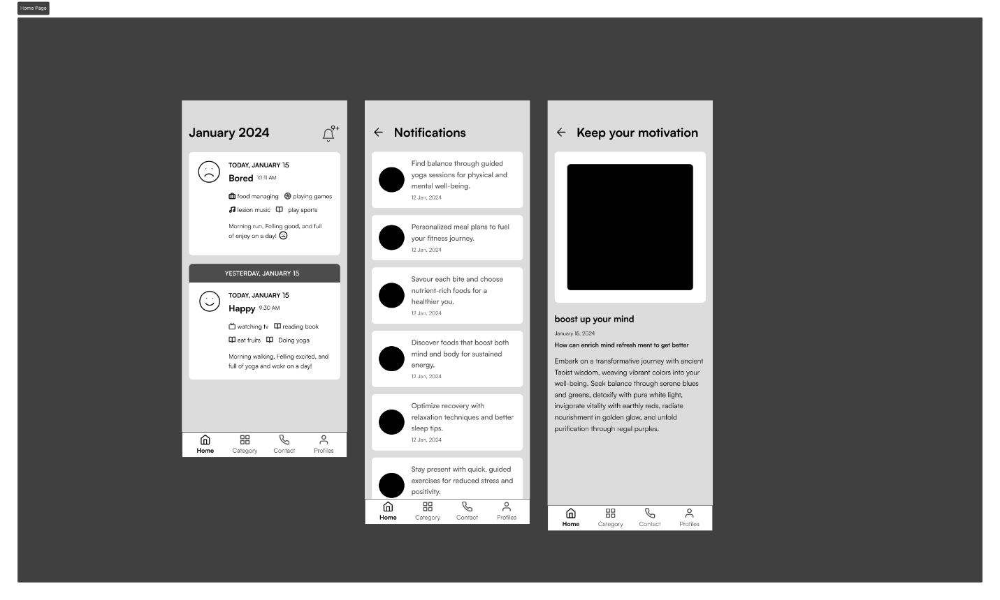 Home Page
January 2024
9+
TODAY, JANUARY 15
Bored 10:11 AM
food managing playing games
lesion music play sports
Morning run, Felling good, and full
of enjoy on a day!
YESTERDAY, JANUARY 15
TODAY, JANUARY 15
Happy 9:30 AM
watching tv reading book
eat fruits Doing yoga
Morning walking, Felling excited, and
full of yoga and wokr on a day!
Home Category Contact Profiles
Notifications
Find balance through guided
yoga sessions for physical and
mental well-being.
12 Jan, 2024
Personalized meal plans to fuel
your fitness journey.
12 Jan, 2024
Savour each bite and choose
nutrient-rich foods for a
healthier you.
12 Jan, 2024
Discover foods that boost both
mind and body for sustained
energy.
12 Jan, 2024
Optimize recovery with
relaxation techniques and better
sleep tips.
12 Jan, 2024
Stay present with quick, guided
exercises for reduced stress and
positivity.
Home Category Contact Profiles
Keep your motivation
boost up your mind
January 16, 2024
How can enrich mind refresh ment to get better
Embark on a transformative journey with ancient
Taoist wisdom, weaving vibrant colors into your
well-being. Seek balance through serene blues
and greens, detoxify with pure white light,
invigorate vitality with earthly reds, radiate
nourishment in golden glow, and unfold
purification through regal purples.
Home Category Contact Profiles